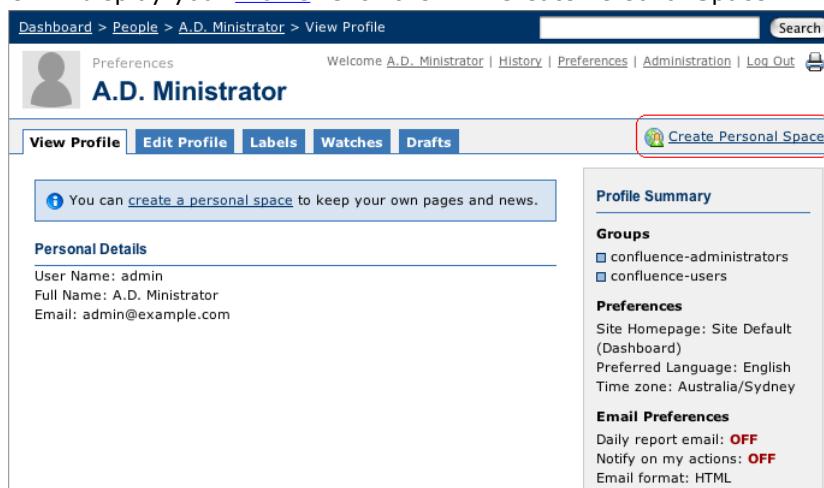 Dashboard > People > A.D. Ministrator > View Profile
Search
Preferences
Welcome A.D. Ministrator | History | Preferences | Administration | Log Out
A.D. Ministrator
View Profile Edit Profile Labels Watches Drafts
Create Personal Space
You can create a personal space to keep your own pages and news.
Personal Details
User Name: admin
Full Name: A.D. Ministrator
Email: admin@example.com
Profile Summary
Groups
confluence-administrators
confluence-users
Preferences
Site Homepage: Site Default
(Dashboard)
Preferred Language: English
Time zone: Australia/Sydney
Email Preferences
Daily report email: OFF
Notify on my actions: OFF
Email format: HTML